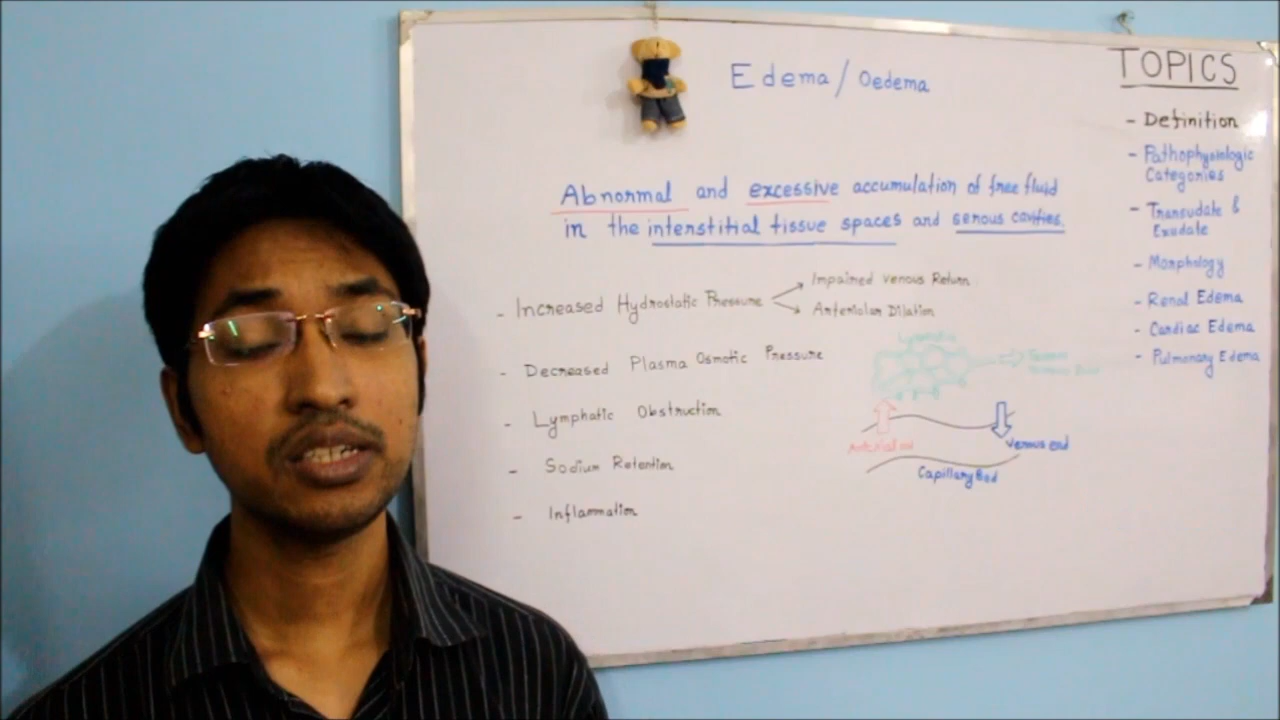 Edema/Oedema
Abnormal and excessive accumulation of free fluid
in the interstitial tissue spaces and serous cavities.
- Increased Hydrostatic Pressure
Impaired Venous Return
Arteriolar Dilation
- Decreased Plasma Osmotic Pressure
- Lymphatic Obstruction
- Sodium Retention
- Inflammation
Lymphatics
Arterial end
Venous end
Capillary Bed
TOPICS
- Definition
- Pathophysiologic
Categories
- Transudate &
Exudate
- Morphology
- Renal Edema
- Cardiac Edema
- Pulmonary Edema